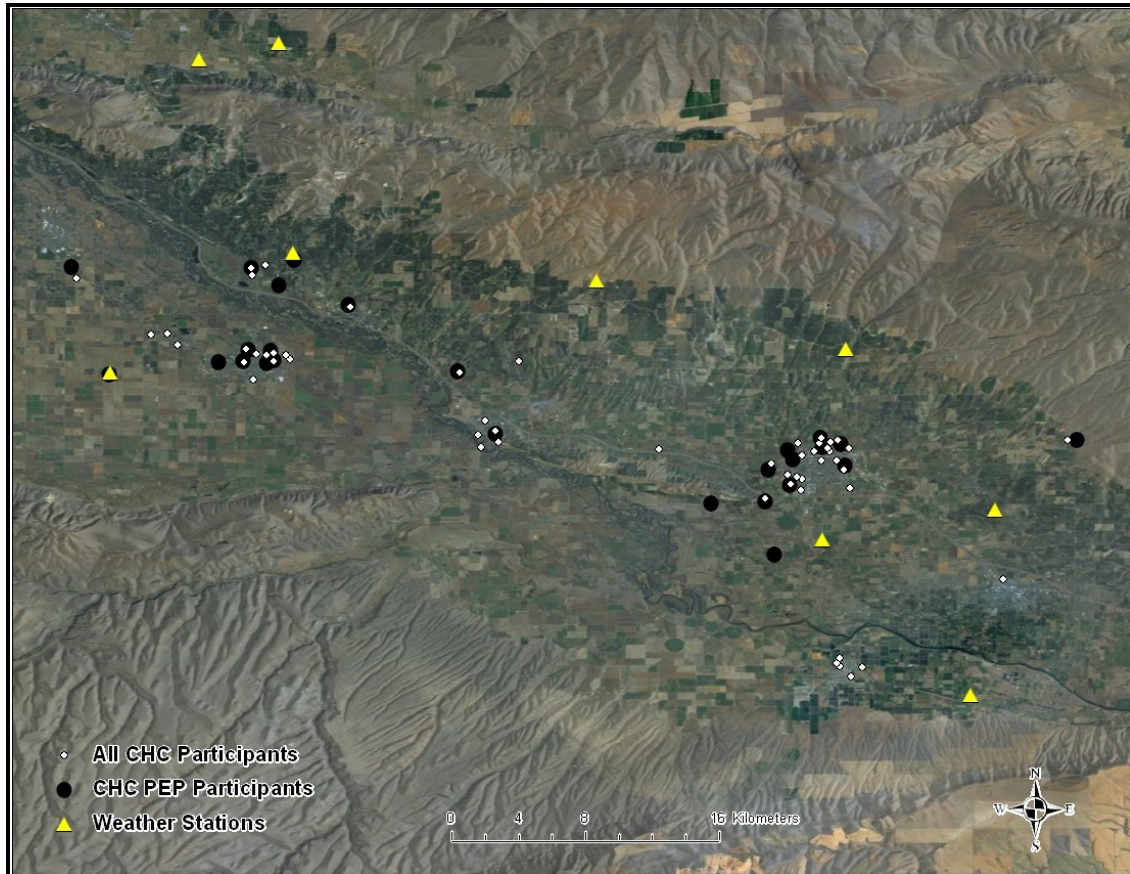 All CHC Participants
CHC PEP Participants
Weather Stations
0 4 8 16 Kilometers
N
W E
S